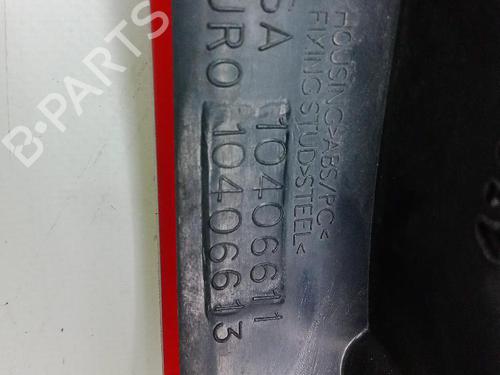 B-PARTS
HOUSING>ABS/PC<
FIXING STUD>STEEL<
SA 10406611
URO 10406613